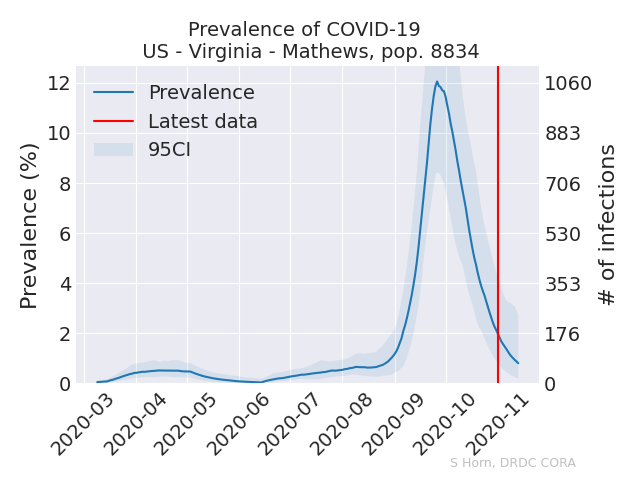 Prevalence of COVID-19
US - Virginia - Mathews, pop. 8834
Prevalence
Latest data
95CI
Prevalence (%)
12
10
8
6
4
2
0
1060
883
706
530
353
176
0
# of infections
2020-03
2020-04
2020-05
2020-06
2020-07
2020-08
2020-09
2020-10
2020-11
S Horn, DRDC CORA